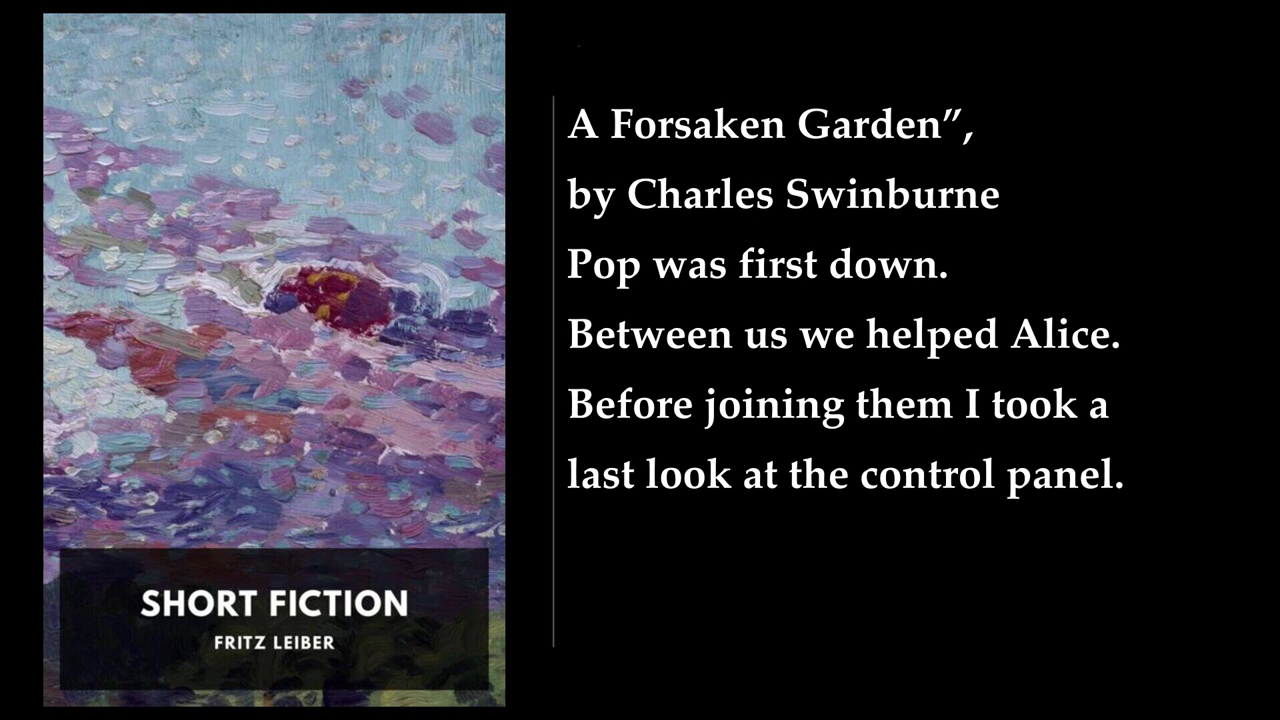 A Forsaken Garden”,
by Charles Swinburne
Pop was first down.
Between us we helped Alice.
Before joining them I took a
last look at the control panel.
SHORT FICTION
FRITZ LEIBER